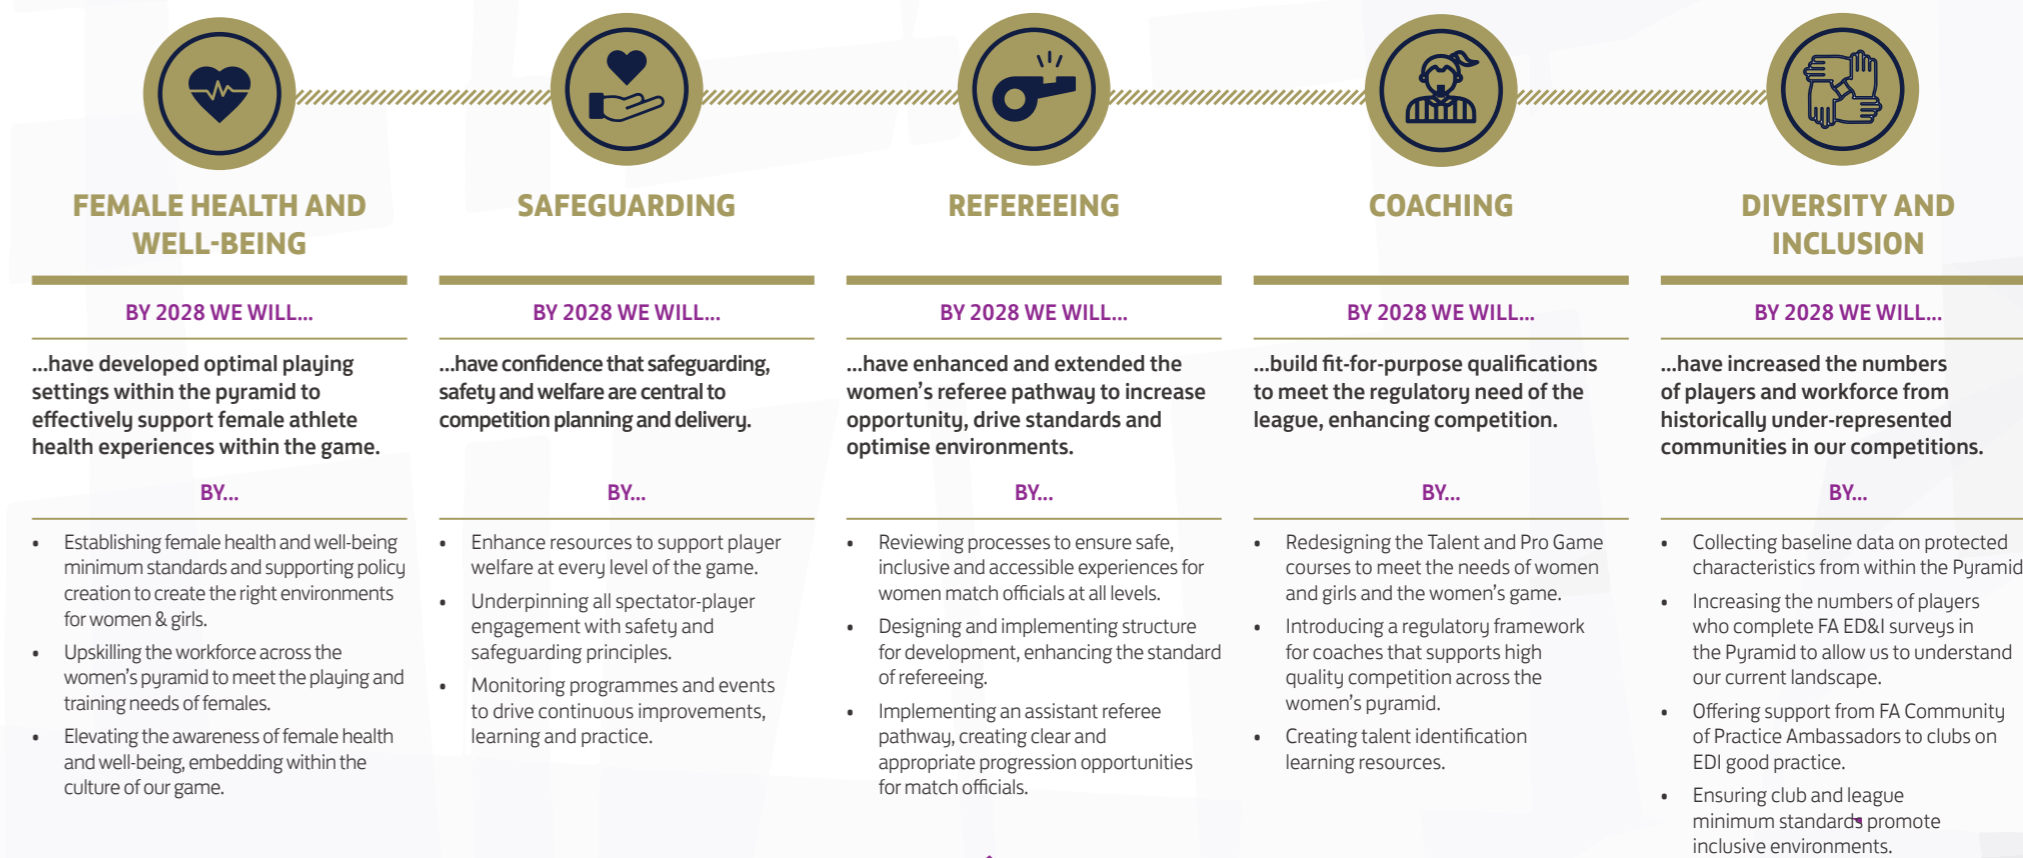 FEMALE HEALTH AND
WELL-BEING
BY 2028 WE WILL...
...have developed optimal playing
settings within the pyramid to
effectively support female athlete
health experiences within the game.
BY...
• Establishing female health and well-being
minimum standards and supporting policy
creation to create the right environments
for women & girls.
• Upskilling the workforce across the
women's pyramid to meet the playing and
training needs of females.
• Elevating the awareness of female health
and well-being, embedding within the
culture of our game.
SAFEGUARDING
BY 2028 WE WILL...
...have confidence that safeguarding,
safety and welfare are central to
competition planning and delivery.
BY...
• Enhance resources to support player
welfare at every level of the game.
• Underpinning all spectator-player
engagement with safety and
safeguarding principles.
• Monitoring programmes and events
to drive continuous improvements,
learning and practice.
REFEREEING
BY 2028 WE WILL...
...have enhanced and extended the
women's referee pathway to increase
opportunity, drive standards and
optimise environments.
BY...
• Reviewing processes to ensure safe,
inclusive and accessible experiences for
women match officials at all levels.
• Designing and implementing structure
for development, enhancing the standard
of refereeing.
• Implementing an assistant referee
pathway, creating clear and
appropriate progression opportunities
for match officials.
COACHING
BY 2028 WE WILL...
...build fit-for-purpose qualifications
to meet the regulatory need of the
league, enhancing competition.
BY...
• Redesigning the Talent and Pro Game
courses to meet the needs of women
and girls and the women's game.
• Introducing a regulatory framework
for coaches that supports high
quality competition across the
women's pyramid.
• Creating talent identification
learning resources.
DIVERSITY AND
INCLUSION
BY 2028 WE WILL...
...have increased the numbers
of players and workforce from
historically under-represented
communities in our competitions.
BY...
• Collecting baseline data on protected
characteristics from within the Pyramid
• Increasing the numbers of players
who complete FA ED&I surveys in
the Pyramid to allow us to understand
our current landscape.
• Offering support from FA Community
of Practice Ambassadors to clubs on
EDI good practice.
• Ensuring club and league
minimum standards promote
inclusive environments.